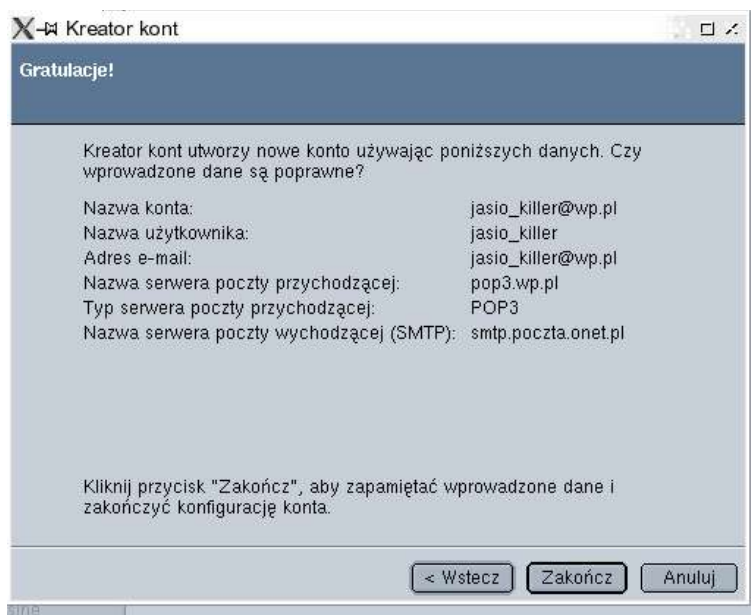 Kreator kont
Gratulacje!
Kreator kont utworzy nowe konto używając poniższych danych. Czy
wprowadzone dane są poprawne?
Nazwa konta: jasio_killer@wp.pl
Nazwa użytkownika: jasio_killer
Adres e-mail: jasio_killer@wp.pl
Nazwa serwera poczty przychodzącej: pop3.wp.pl
Typ serwera poczty przychodzącej: POP3
Nazwa serwera poczty wychodzącej (SMTP): smtp.poczta.onet.pl
Kliknij przycisk "Zakończ", aby zapamiętać wprowadzone dane i
zakończyć konfigurację konta.
< Wstecz Zakończ Anuluj